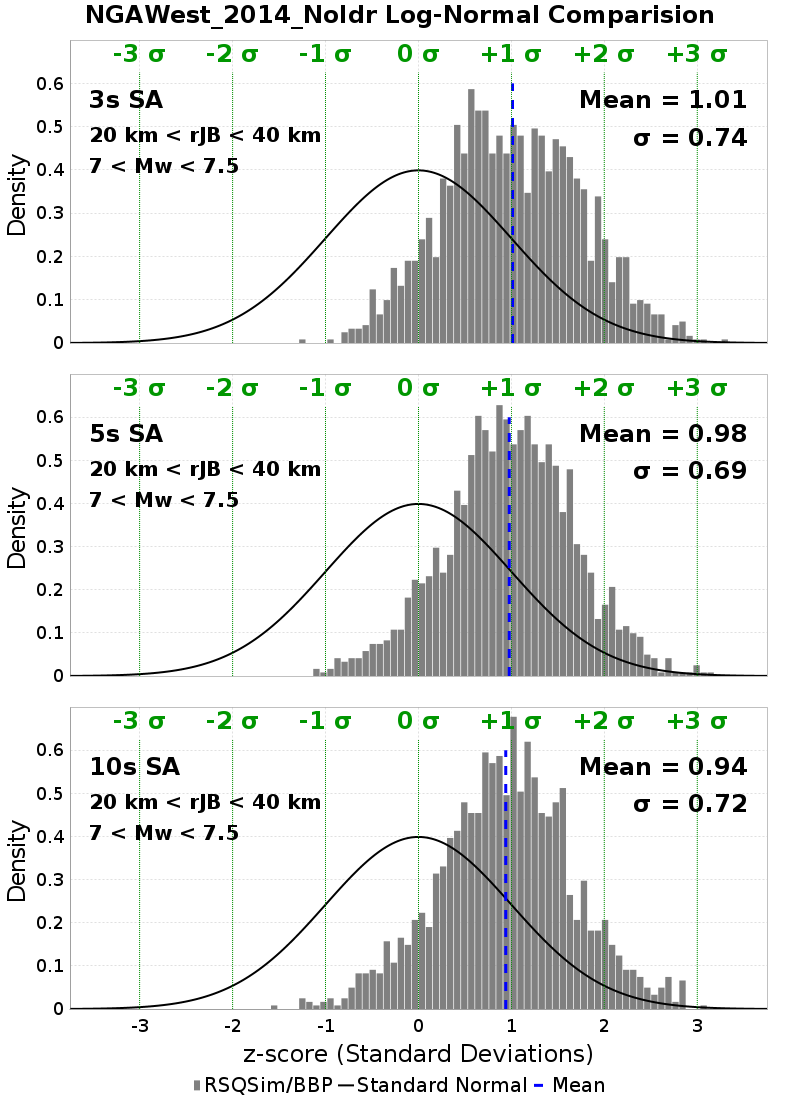 NGAWest_2014_NoIdr Log-Normal Comparision
-3 σ -2 σ -1 σ 0 σ +1 σ +2 σ +3 σ
3s SA
Mean = 1.01
20 km < rJB < 40 km
σ = 0.74
7 < Mw < 7.5
0.6
0.5
0.4
0.3
0.2
0.1
0
Density
-3 σ -2 σ -1 σ 0 σ +1 σ +2 σ +3 σ
5s SA
Mean = 0.98
20 km < rJB < 40 km
σ = 0.69
7 < Mw < 7.5
0.6
0.5
0.4
0.3
0.2
0.1
0
Density
-3 σ -2 σ -1 σ 0 σ +1 σ +2 σ +3 σ
10s SA
Mean = 0.94
20 km < rJB < 40 km
σ = 0.72
7 < Mw < 7.5
0.6
0.5
0.4
0.3
0.2
0.1
0
Density
-3 -2 -1 0 1 2 3
z-score (Standard Deviations)
RSQSim/BBP Standard Normal Mean